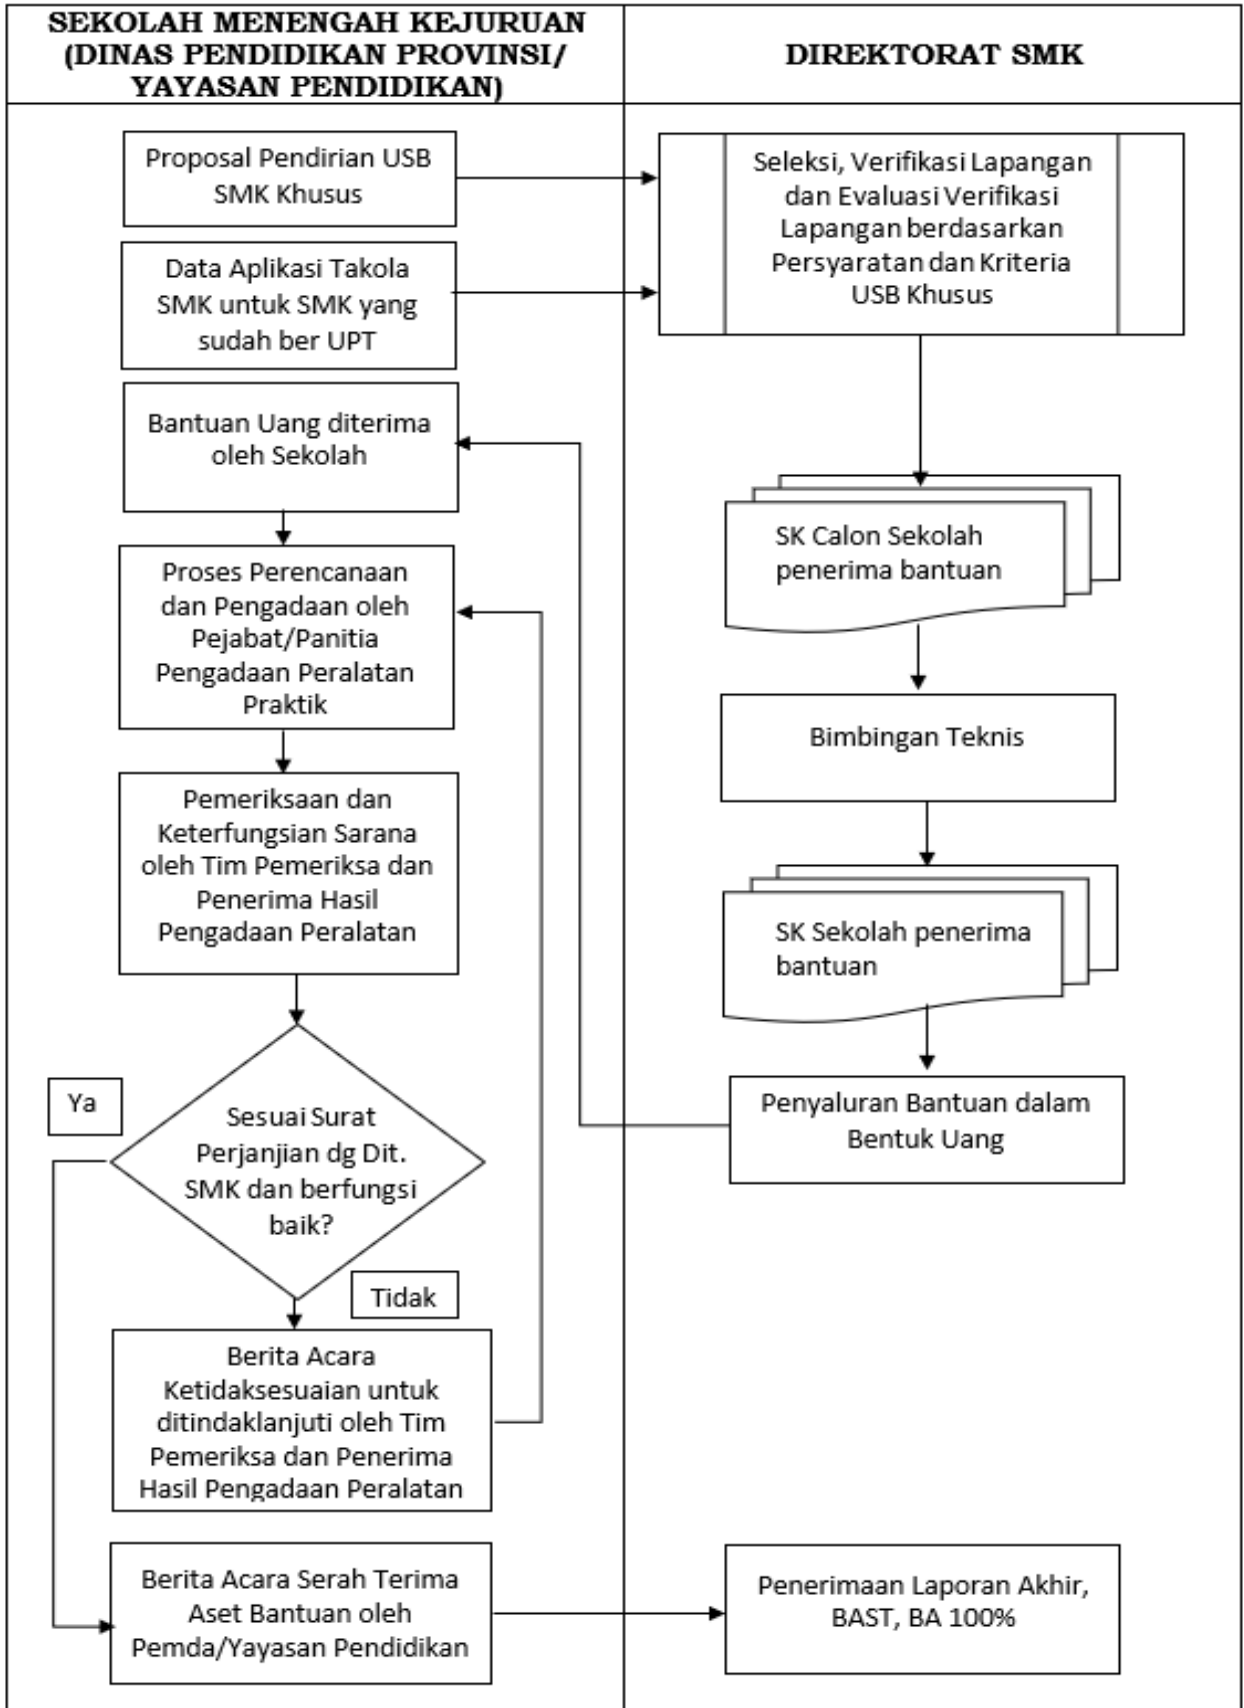 SEKOLAH MENENGAH KEJURUAN
(DINAS PENDIDIKAN PROVINSI/
YAYASAN PENDIDIKAN)
DIREKTORAT SMK
Proposal Pendirian USB
SMK Khusus
Seleksi, Verifikasi Lapangan
dan Evaluasi Verifikasi
Lapangan berdasarkan
Persyaratan dan Kriteria
USB Khusus
Data Aplikasi Takola
SMK untuk SMK yang
sudah ber UPT
Bantuan Uang diterima
oleh Sekolah
SK Calon Sekolah
penerima bantuan
Proses Perencanaan
dan Pengadaan oleh
Pejabat/Panitia
Pengadaan Peralatan
Praktik
Bimbingan Teknis
Pemeriksaan dan
Keterfungsian Sarana
oleh Tim Pemeriksa dan
Penerima Hasil
Pengadaan Peralatan
SK Sekolah penerima
bantuan
Ya
Sesuai Surat
Perjanjian dg Dit.
SMK dan berfungsi
baik?
Penyaluran Bantuan dalam
Bentuk Uang
Tidak
Berita Acara
Ketidaksesuaian untuk
ditindaklanjuti oleh Tim
Pemeriksa dan Penerima
Hasil Pengadaan Peralatan
Berita Acara Serah Terima
Aset Bantuan oleh
Pemda/Yayasan Pendidikan
Penerimaan Laporan Akhir,
BAST, BA 100%